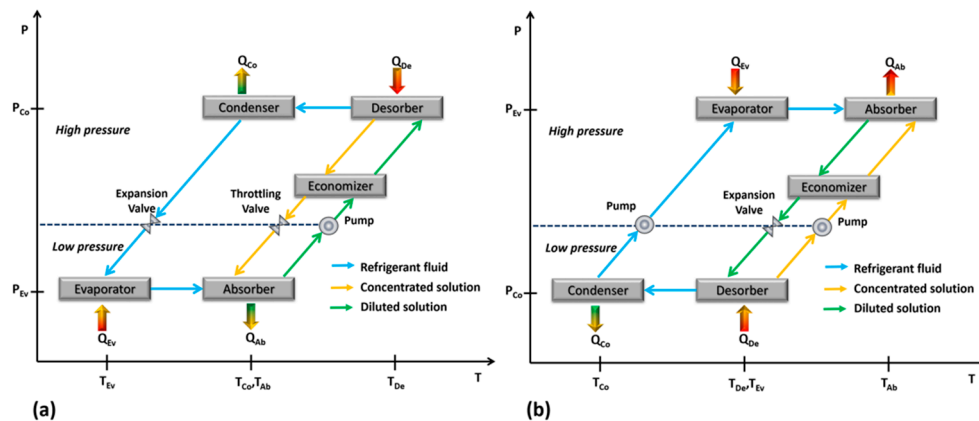 P
Q_Co
Q_De
P_Co
Condenser
Desorber
High pressure
Economizer
Expansion
Valve
Throttling
Valve
Pump
Low pressure
Refrigerant fluid
Concentrated solution
Diluted solution
P_Ev
Evaporator
Absorber
Q_Ev
Q_Ab
T_Ev
T_Co,T_Ab
T_De
T
(a)
P
Q_Ev
Q_Ab
P_Ev
Evaporator
Absorber
High pressure
Economizer
Pump
Expansion
Valve
Pump
Low pressure
Refrigerant fluid
Concentrated solution
Diluted solution
P_Co
Condenser
Desorber
Q_Co
Q_De
T_Co
T_De,T_Ev
T_Ab
T
(b)